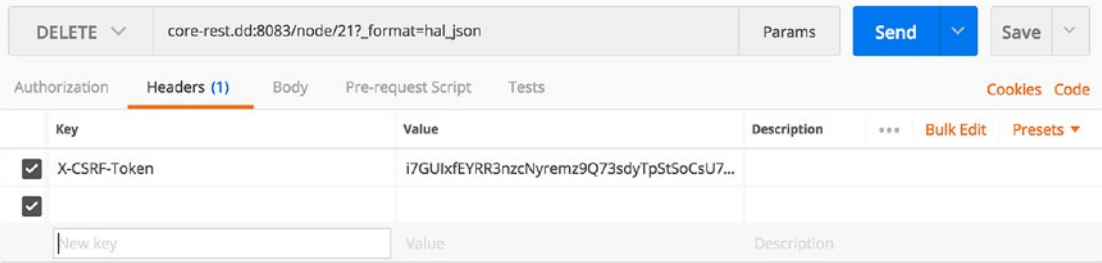 DELETE core-rest.dd:8083/node/21?_format=hal_json Params Send Save
Authorization Headers (1) Body Pre-request Script Tests Cookies Code
Key Value Description ••• Bulk Edit Presets
X-CSRF-Token i7GUIxfEYRR3nzcNyremz9Q73sdyTpStSoCsU7...
New key Value Description